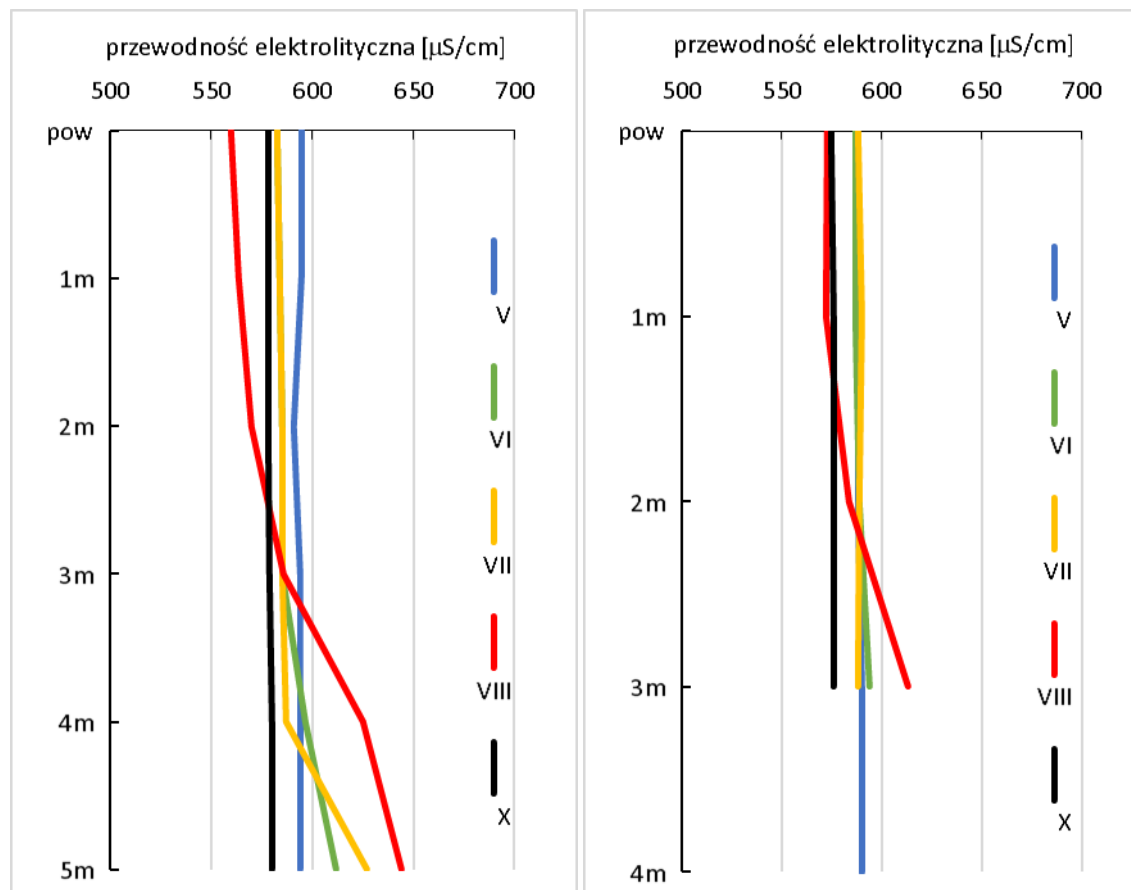 przewodność elektrolityczna [µS/cm]
500 550 600 650 700
pow
1m
2m
3m
4m
5m
V
VI
VII
VIII
X
przewodność elektrolityczna [µS/cm]
500 550 600 650 700
pow
1m
2m
3m
4m
V
VI
VII
VIII
X